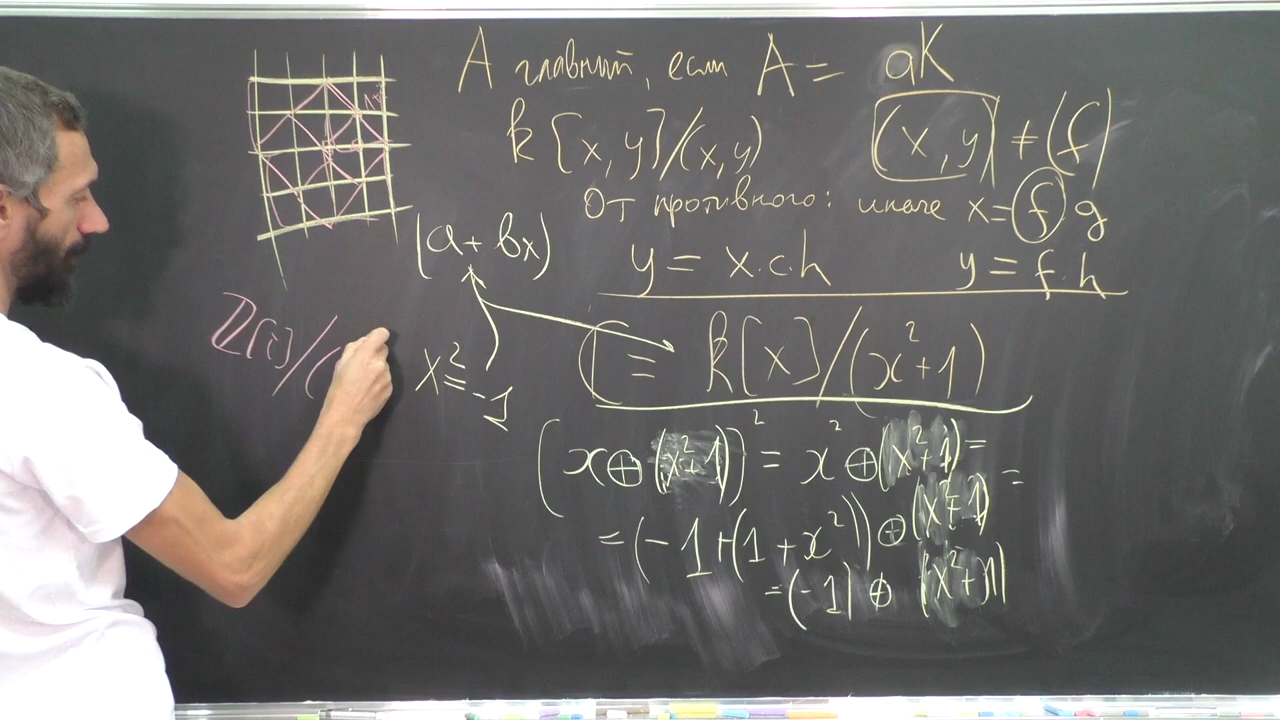 A главный, если A = aK
k[x, y]/(x, y) (x, y) ≠ (f)
От противного: иначе x = f g
y = x·c·h y = f·h
(a + bx)
x² = -1
ℤ[i]/(
≡ k[x]/(x²+1)
(x ⊕ (x²+1))² = x² ⊕ (x²+1) =
= (-1+(1+x²)) ⊕ (x²+1) =
= (-1) ⊕ (x²+1)